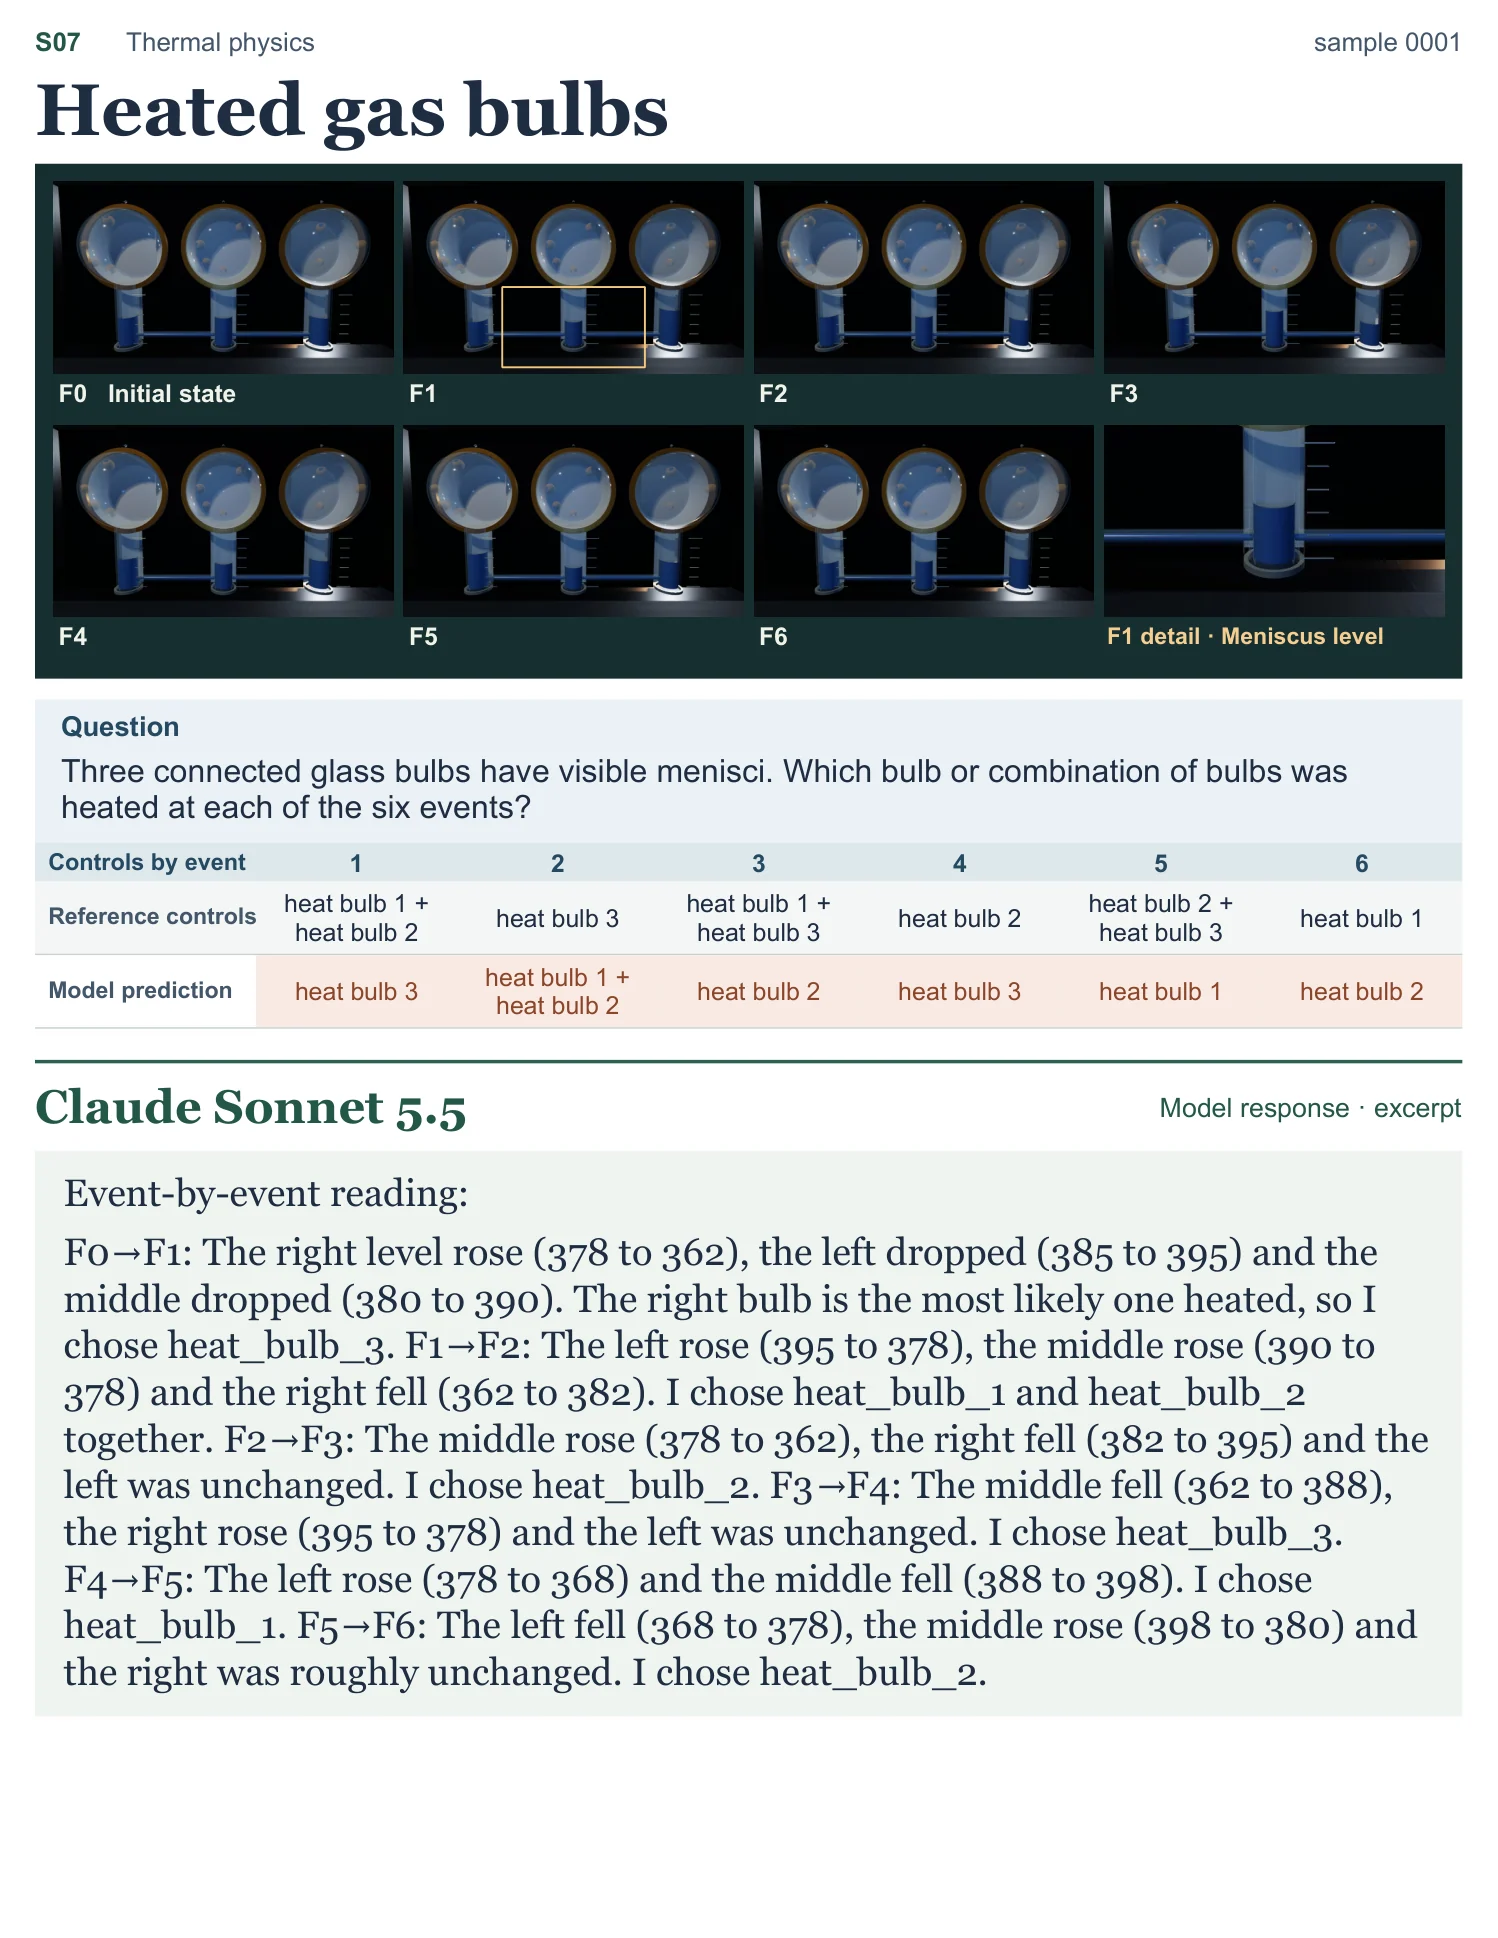 S07 Thermal physics sample 0001
Heated gas bulbs
F0 Initial state F1 F2 F3
F4 F5 F6 F1 detail · Meniscus level
Question
Three connected glass bulbs have visible menisci. Which bulb or combination of bulbs was
heated at each of the six events?
Controls by event 1 2 3 4 5 6
Reference controls heat bulb 1 + heat bulb 2 heat bulb 3 heat bulb 1 + heat bulb 3 heat bulb 2 heat bulb 2 + heat bulb 3 heat bulb 1
Model prediction heat bulb 3 heat bulb 1 + heat bulb 2 heat bulb 2 heat bulb 3 heat bulb 1 heat bulb 2
Claude Sonnet 5.5 Model response · excerpt
Event-by-event reading:
F0→F1: The right level rose (378 to 362), the left dropped (385 to 395) and the
middle dropped (380 to 390). The right bulb is the most likely one heated, so I
chose heat_bulb_3. F1→F2: The left rose (395 to 378), the middle rose (390 to
378) and the right fell (362 to 382). I chose heat_bulb_1 and heat_bulb_2
together. F2→F3: The middle rose (378 to 362), the right fell (382 to 395) and the
left was unchanged. I chose heat_bulb_2. F3→F4: The middle fell (362 to 388),
the right rose (395 to 378) and the left was unchanged. I chose heat_bulb_3.
F4→F5: The left rose (378 to 368) and the middle fell (388 to 398). I chose
heat_bulb_1. F5→F6: The left fell (368 to 378), the middle rose (398 to 380) and
the right was roughly unchanged. I chose heat_bulb_2.